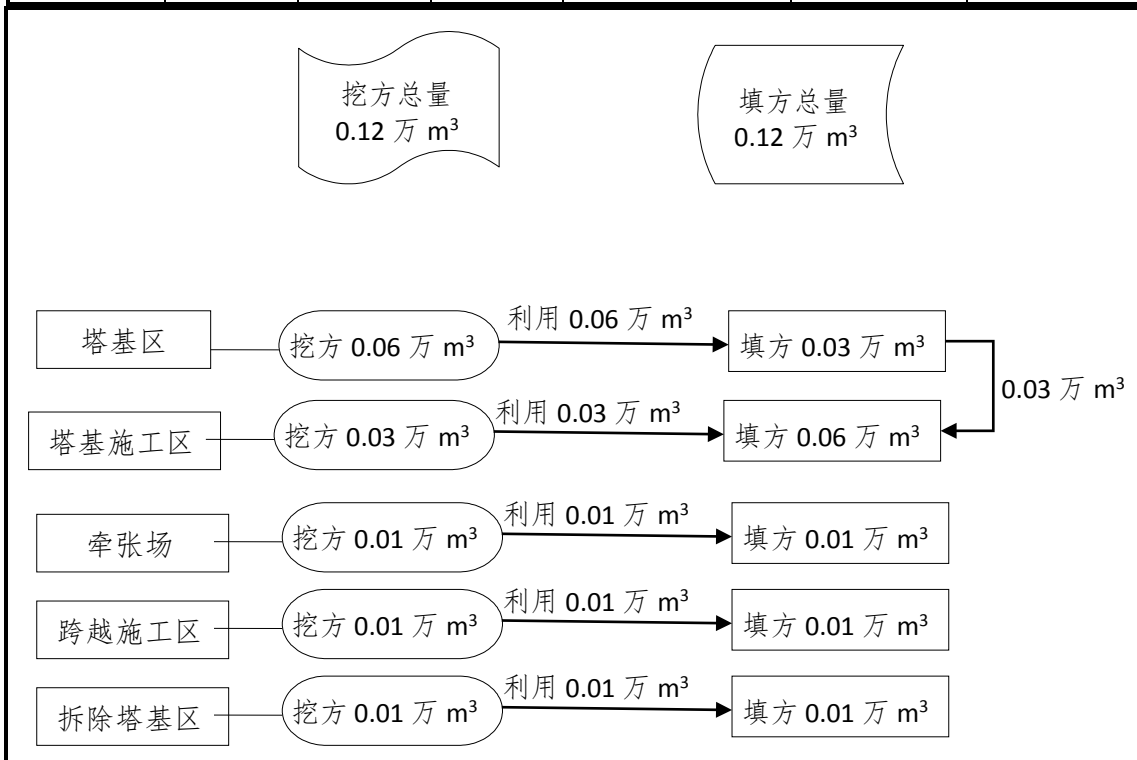 挖方总量
0.12 万 m³
填方总量
0.12 万 m³
塔基区
挖方 0.06 万 m³
利用 0.06 万 m³
填方 0.03 万 m³
0.03 万 m³
塔基施工区
挖方 0.03 万 m³
利用 0.03 万 m³
填方 0.06 万 m³
牵张场
挖方 0.01 万 m³
利用 0.01 万 m³
填方 0.01 万 m³
跨越施工区
挖方 0.01 万 m³
利用 0.01 万 m³
填方 0.01 万 m³
拆除塔基区
挖方 0.01 万 m³
利用 0.01 万 m³
填方 0.01 万 m³